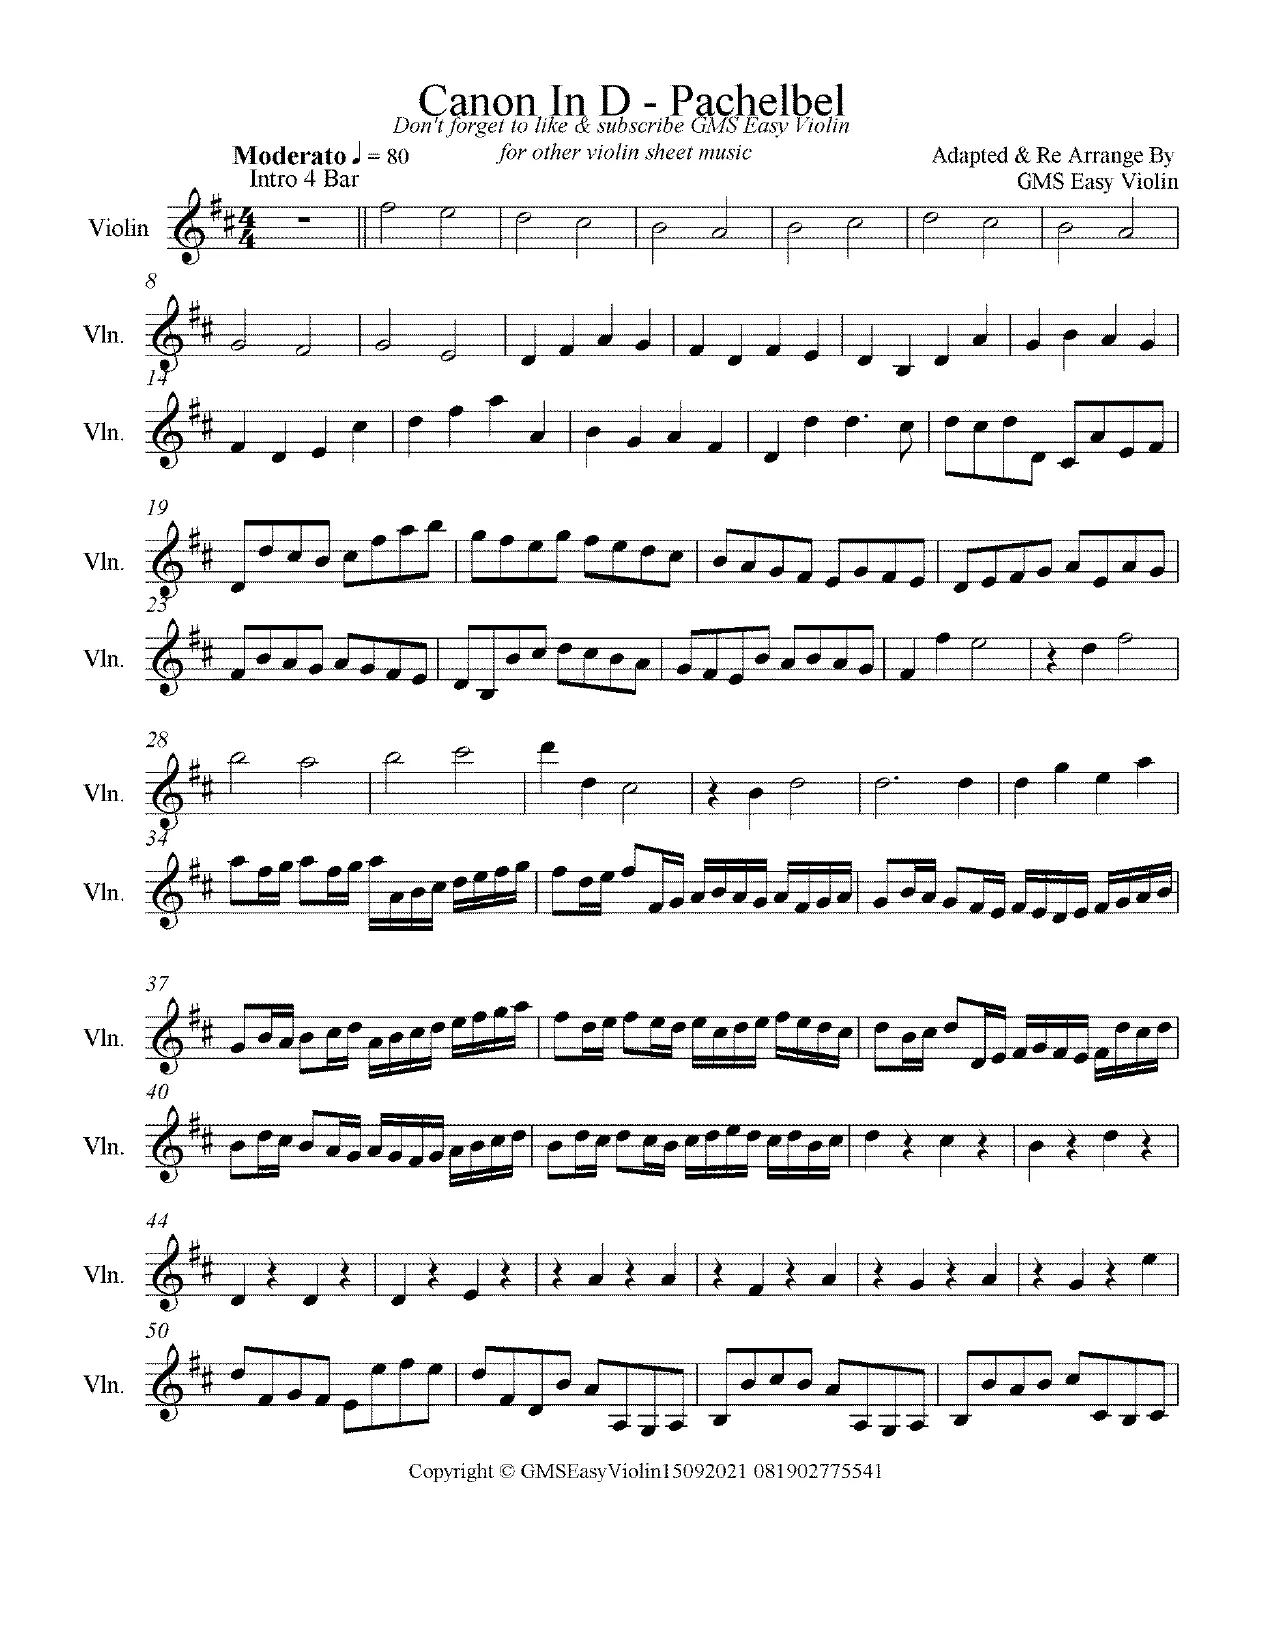 Canon In D - Pachelbel
Don't forget to like & subscribe GMS Easy Violin
for other violin sheet music
Moderato ♩ = 80
Intro 4 Bar
Adapted & Re Arrange By
GMS Easy Violin
Violin
4
4
8
Vln.
14
Vln.
19
Vln.
23
Vln.
28
Vln.
34
Vln.
37
Vln.
40
Vln.
44
Vln.
50
Vln.
Copyright © GMSEasyViolin15092021 081902775541